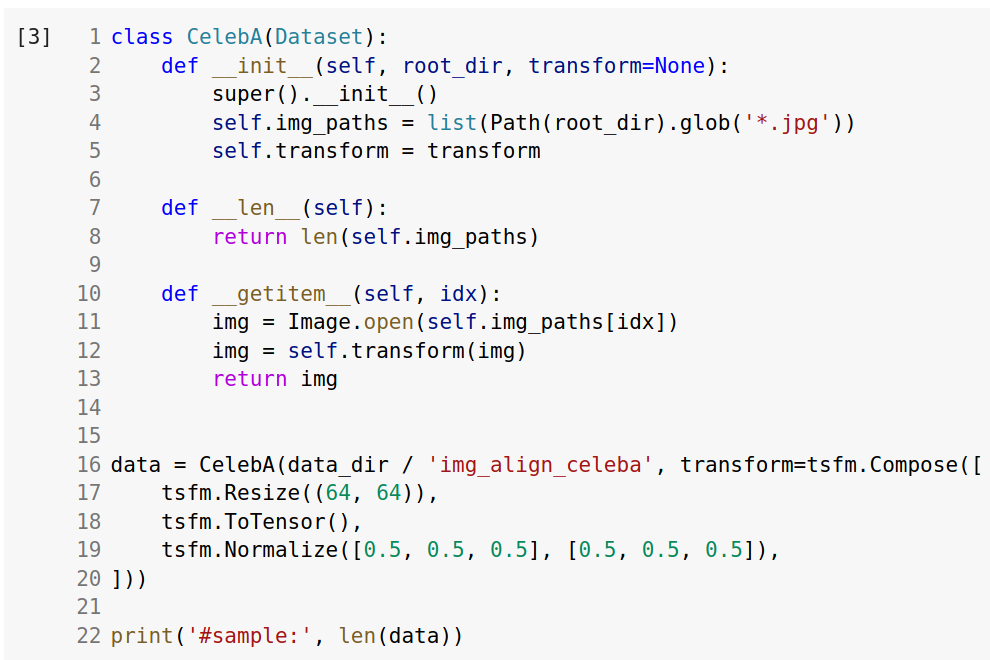 [3] 1 class CelebA(Dataset):
2     def __init__(self, root_dir, transform=None):
3         super().__init__()
4         self.img_paths = list(Path(root_dir).glob('*.jpg'))
5         self.transform = transform
6
7     def __len__(self):
8         return len(self.img_paths)
9
10     def __getitem__(self, idx):
11         img = Image.open(self.img_paths[idx])
12         img = self.transform(img)
13         return img
14
15
16 data = CelebA(data_dir / 'img_align_celeba', transform=tsfm.Compose([
17     tsfm.Resize((64, 64)),
18     tsfm.ToTensor(),
19     tsfm.Normalize([0.5, 0.5, 0.5], [0.5, 0.5, 0.5]),
20 ]))
21
22 print('#sample:', len(data))